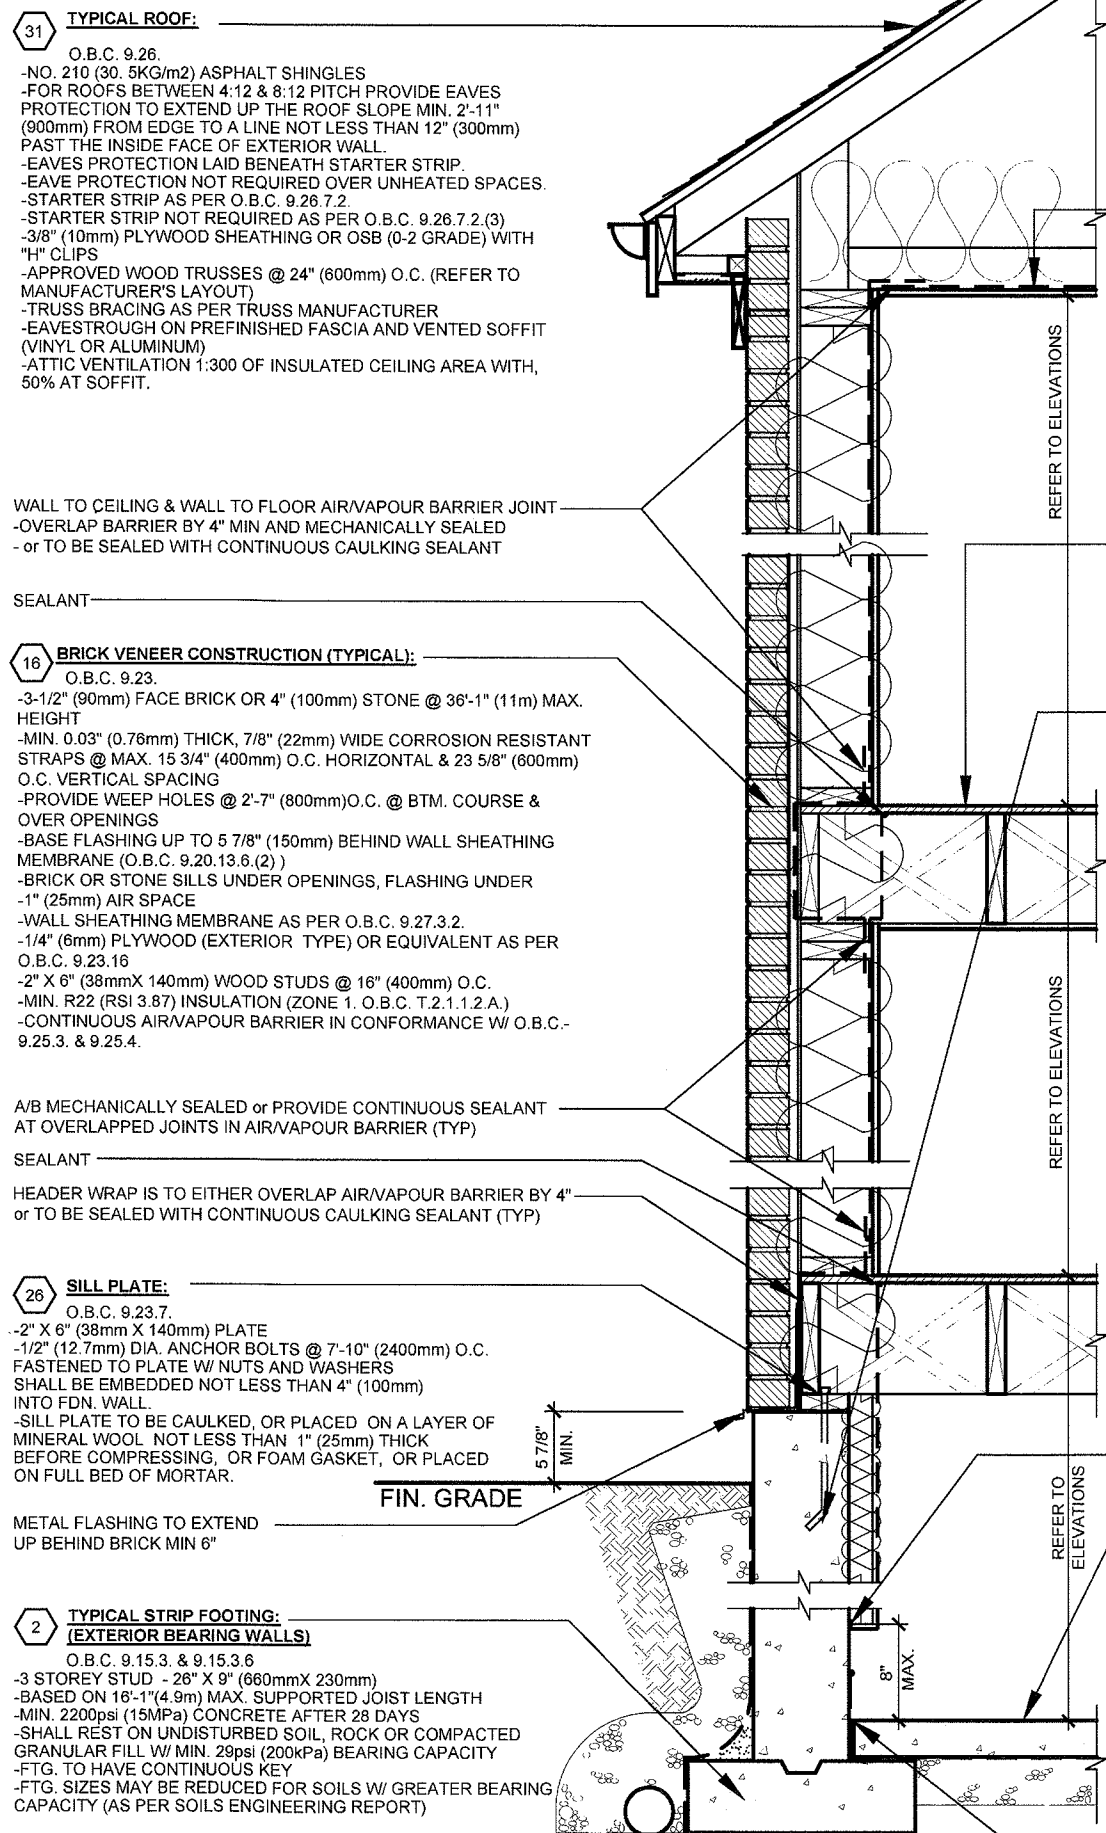 31 TYPICAL ROOF:
O.B.C. 9.26.
-NO. 210 (30. 5KG/m2) ASPHALT SHINGLES
-FOR ROOFS BETWEEN 4:12 & 8:12 PITCH PROVIDE EAVES
PROTECTION TO EXTEND UP THE ROOF SLOPE MIN. 2'-11"
(900mm) FROM EDGE TO A LINE NOT LESS THAN 12" (300mm)
PAST THE INSIDE FACE OF EXTERIOR WALL.
-EAVES PROTECTION LAID BENEATH STARTER STRIP.
-EAVE PROTECTION NOT REQUIRED OVER UNHEATED SPACES.
-STARTER STRIP AS PER O.B.C. 9.26.7.2.
-STARTER STRIP NOT REQUIRED AS PER O.B.C. 9.26.7.2.(3)
-3/8" (10mm) PLYWOOD SHEATHING OR OSB (0-2 GRADE) WITH
"H" CLIPS
-APPROVED WOOD TRUSSES @ 24" (600mm) O.C. (REFER TO
MANUFACTURER'S LAYOUT)
-TRUSS BRACING AS PER TRUSS MANUFACTURER
-EAVESTROUGH ON PREFINISHED FASCIA AND VENTED SOFFIT
(VINYL OR ALUMINUM)
-ATTIC VENTILATION 1:300 OF INSULATED CEILING AREA WITH,
50% AT SOFFIT.
REFER TO ELEVATIONS
WALL TO CEILING & WALL TO FLOOR AIR/VAPOUR BARRIER JOINT
-OVERLAP BARRIER BY 4" MIN AND MECHANICALLY SEALED
- or TO BE SEALED WITH CONTINUOUS CAULKING SEALANT
SEALANT
16 BRICK VENEER CONSTRUCTION (TYPICAL):
O.B.C. 9.23.
-3-1/2" (90mm) FACE BRICK OR 4" (100mm) STONE @ 36'-1" (11m) MAX.
HEIGHT
-MIN. 0.03" (0.76mm) THICK, 7/8" (22mm) WIDE CORROSION RESISTANT
STRAPS @ MAX. 15 3/4" (400mm) O.C. HORIZONTAL & 23 5/8" (600mm)
O.C. VERTICAL SPACING
-PROVIDE WEEP HOLES @ 2'-7" (800mm)O.C. @ BTM. COURSE &
OVER OPENINGS
-BASE FLASHING UP TO 5 7/8" (150mm) BEHIND WALL SHEATHING
MEMBRANE (O.B.C. 9.20.13.6.(2) )
-BRICK OR STONE SILLS UNDER OPENINGS, FLASHING UNDER
-1" (25mm) AIR SPACE
-WALL SHEATHING MEMBRANE AS PER O.B.C. 9.27.3.2.
-1/4" (6mm) PLYWOOD (EXTERIOR TYPE) OR EQUIVALENT AS PER
O.B.C. 9.23.16
-2" X 6" (38mmX 140mm) WOOD STUDS @ 16" (400mm) O.C.
-MIN. R22 (RSI 3.87) INSULATION (ZONE 1. O.B.C. T.2.1.1.2.A.)
-CONTINUOUS AIR/VAPOUR BARRIER IN CONFORMANCE W/ O.B.C.-
9.25.3. & 9.25.4.
REFER TO ELEVATIONS
A/B MECHANICALLY SEALED or PROVIDE CONTINUOUS SEALANT
AT OVERLAPPED JOINTS IN AIR/VAPOUR BARRIER (TYP)
SEALANT
HEADER WRAP IS TO EITHER OVERLAP AIR/VAPOUR BARRIER BY 4"
or TO BE SEALED WITH CONTINUOUS CAULKING SEALANT (TYP)
26 SILL PLATE:
O.B.C. 9.23.7.
-2" X 6" (38mm X 140mm) PLATE
-1/2" (12.7mm) DIA. ANCHOR BOLTS @ 7'-10" (2400mm) O.C.
FASTENED TO PLATE W/ NUTS AND WASHERS
SHALL BE EMBEDDED NOT LESS THAN 4" (100mm)
INTO FDN. WALL.
-SILL PLATE TO BE CAULKED, OR PLACED ON A LAYER OF
MINERAL WOOL NOT LESS THAN 1" (25mm) THICK
BEFORE COMPRESSING, OR FOAM GASKET, OR PLACED
ON FULL BED OF MORTAR.
5 7/8"
MIN.
FIN. GRADE
METAL FLASHING TO EXTEND
UP BEHIND BRICK MIN 6"
REFER TO
ELEVATIONS
2 TYPICAL STRIP FOOTING:
(EXTERIOR BEARING WALLS)
O.B.C. 9.15.3. & 9.15.3.6
-3 STOREY STUD - 26" X 9" (660mmX 230mm)
-BASED ON 16'-1"(4.9m) MAX. SUPPORTED JOIST LENGTH
-MIN. 2200psi (15MPa) CONCRETE AFTER 28 DAYS
-SHALL REST ON UNDISTURBED SOIL, ROCK OR COMPACTED
GRANULAR FILL W/ MIN. 29psi (200kPa) BEARING CAPACITY
-FTG. TO HAVE CONTINUOUS KEY
-FTG. SIZES MAY BE REDUCED FOR SOILS W/ GREATER BEARING
CAPACITY (AS PER SOILS ENGINEERING REPORT)
8"
MAX.